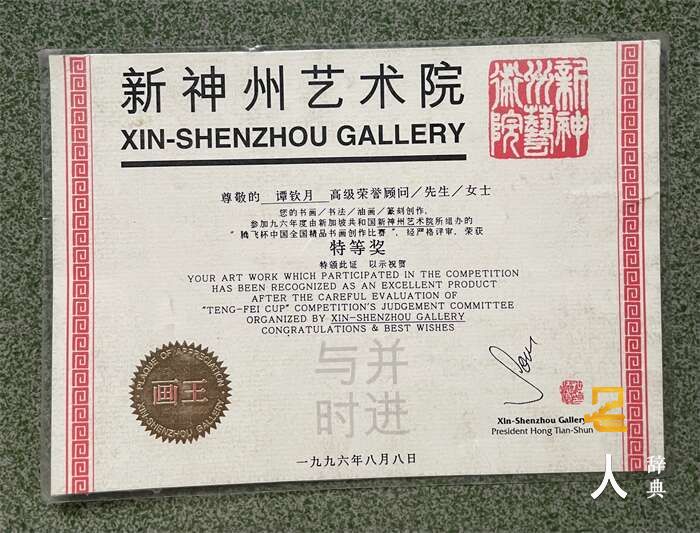 新神州艺术院
XIN-SHENZHOU GALLERY
新神州藝術院
尊敬的 谭钦月 高级荣誉顾问/先生/女士
您的书画/书法/油画/篆刻创作,
参加九六年度由新加坡共和国新神州艺术院所组办的
“腾飞杯中国全国精品书画创作比赛”,经严格评审,荣获
特等奖
特颁此证 以示祝贺
YOUR ART WORK WHICH PARTICIPATED IN THE COMPETITION
HAS BEEN RECOGNIZED AS AN EXCELLENT PRODUCT
AFTER THE CAREFUL EVALUATION OF
"TENG-FEI CUP" COMPETITION'S JUDGEMENT COMMITTEE
ORGANIZED BY XIN-SHENZHOU GALLERY
CONGRATULATIONS & BEST WISHES
PLAQUE OF APPRECIATION
画王
XIN-SHENZHOU GALLERY
与并
时进
Xin-Shenzhou Gallery
President Hong Tian-Shun
一九九六年八月八日
人
辞典